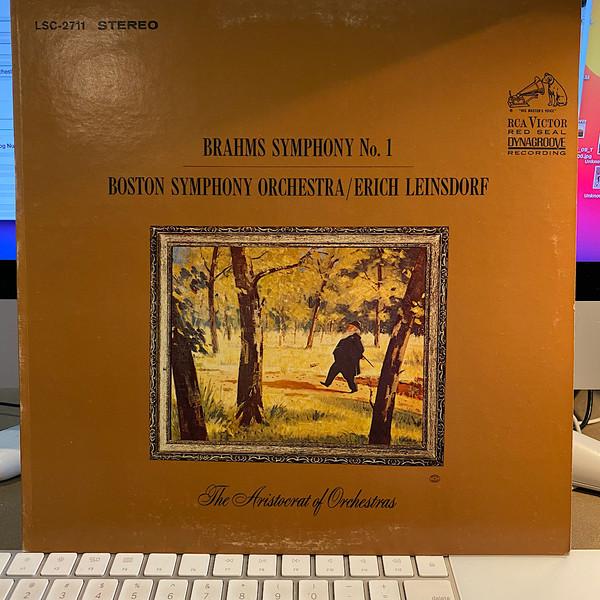 LSC-2711 STEREO
"HIS MASTER'S VOICE"
RCA VICTOR
RED SEAL
DYNAGROOVE
RECORDING
BRAHMS SYMPHONY No. 1
BOSTON SYMPHONY ORCHESTRA/ERICH LEINSDORF
The Aristocrat of Orchestras
delete